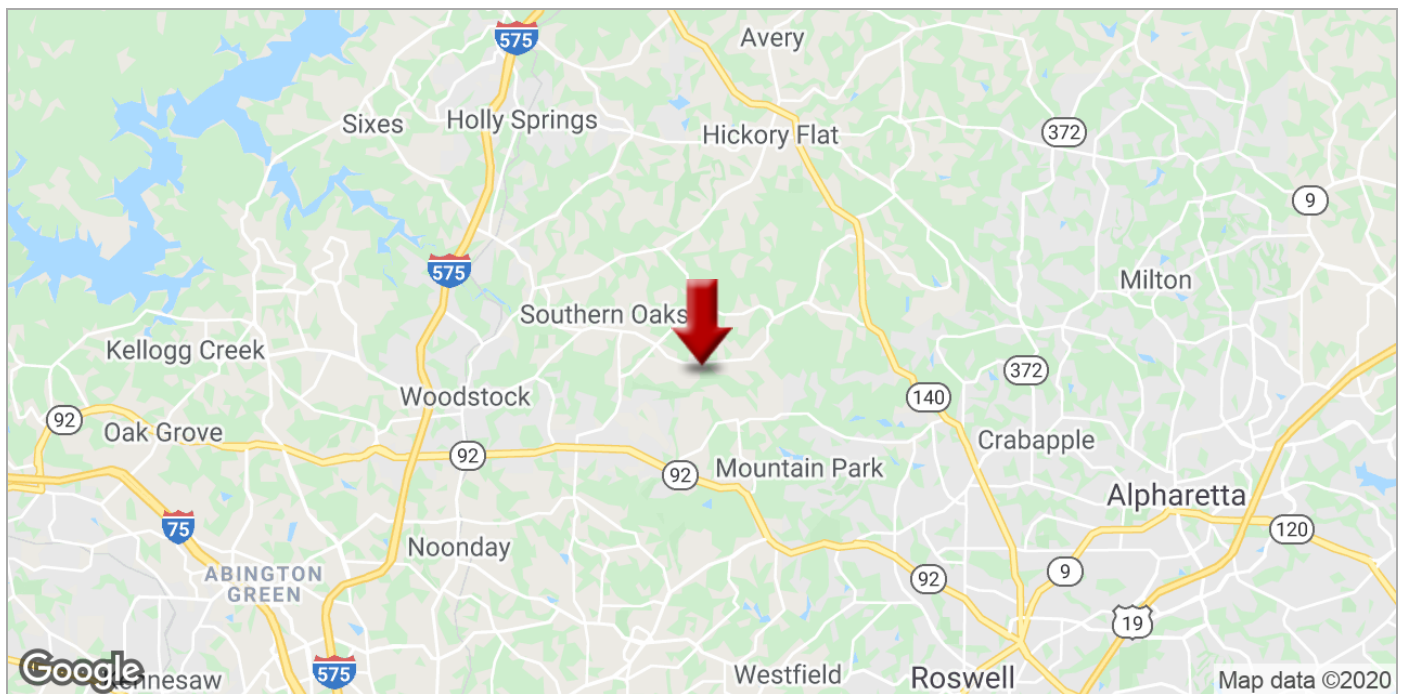 575
Avery
Sixes
Holly Springs
Hickory Flat
372
9
575
Milton
Southern Oaks
Kellogg Creek
372
Woodstock
140
92
Oak Grove
Crabapple
92
92
Mountain Park
Alpharetta
75
120
Noonday
ABINGTON
GREEN
92
9
19
Google
575
Westfield
Roswell
Map data ©2020